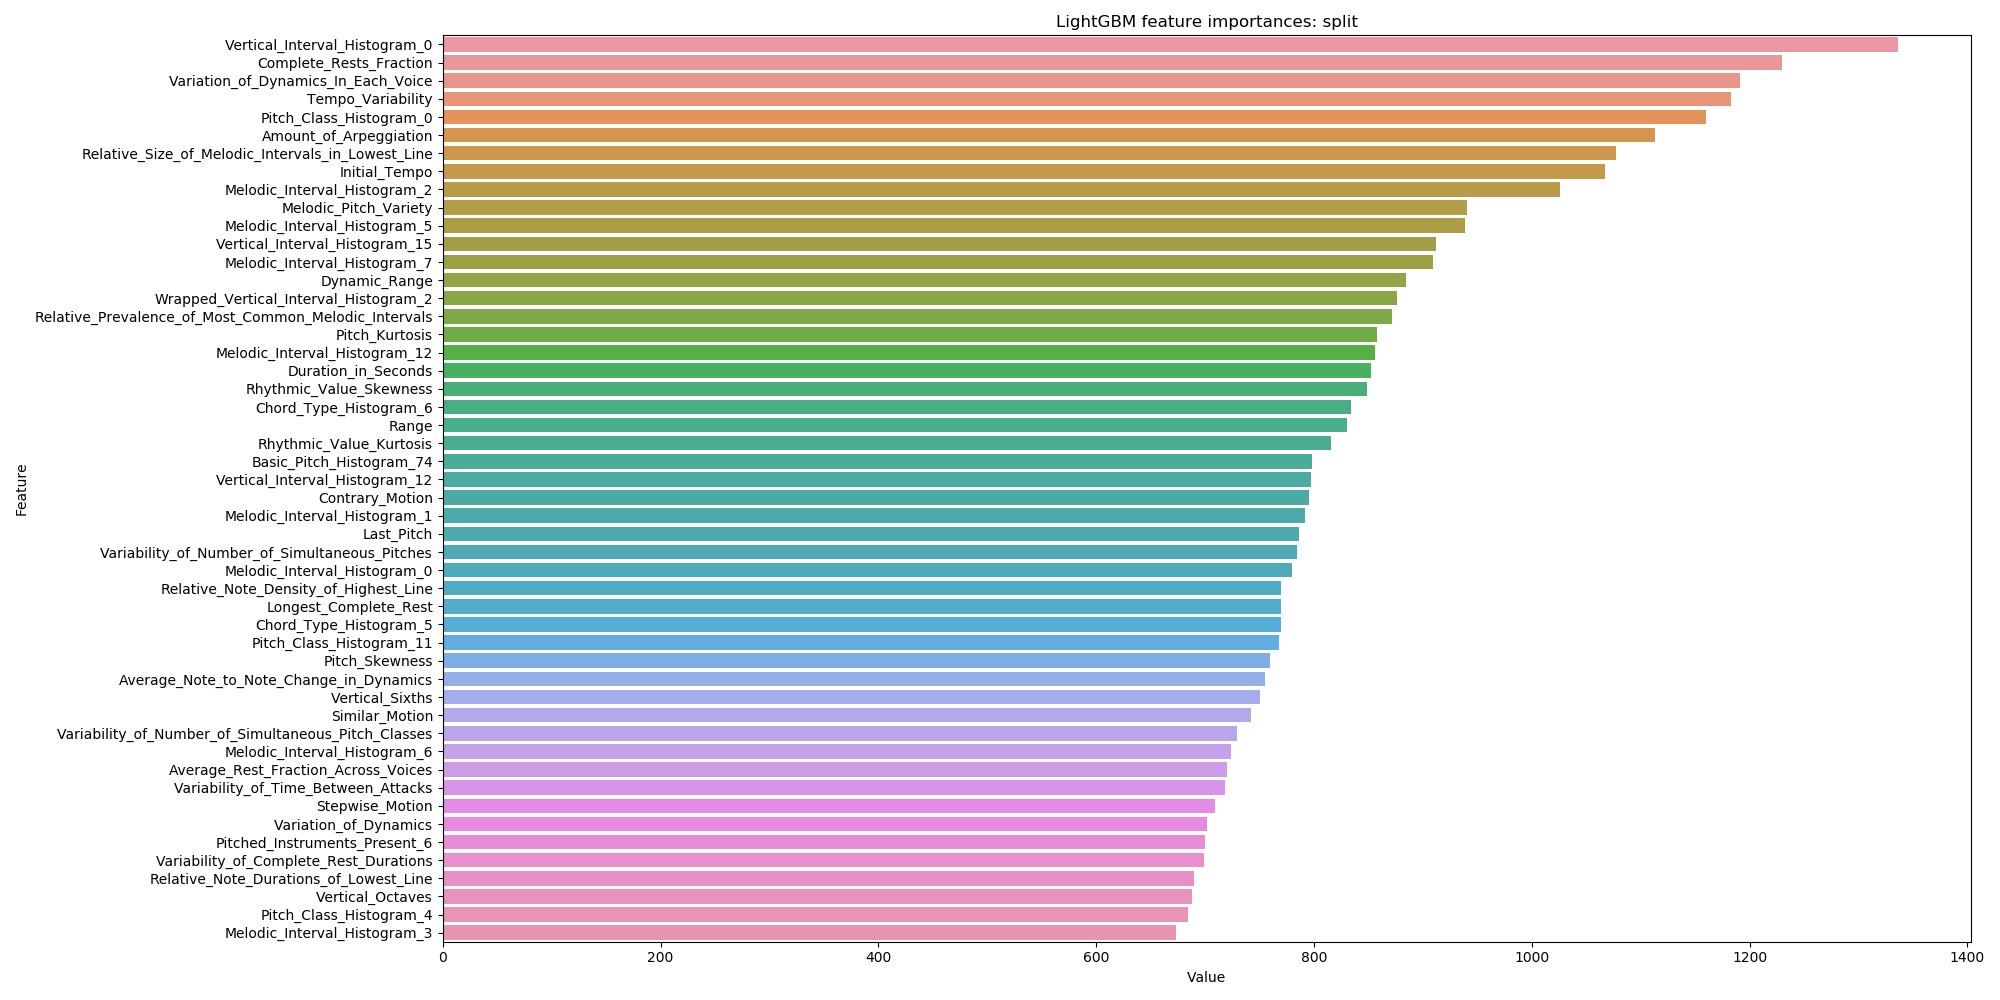 LightGBM feature importances: split
Vertical_Interval_Histogram_0
Complete_Rests_Fraction
Variation_of_Dynamics_In_Each_Voice
Tempo_Variability
Pitch_Class_Histogram_0
Amount_of_Arpeggiation
Relative_Size_of_Melodic_Intervals_in_Lowest_Line
Initial_Tempo
Melodic_Interval_Histogram_2
Melodic_Pitch_Variety
Melodic_Interval_Histogram_5
Vertical_Interval_Histogram_15
Melodic_Interval_Histogram_7
Dynamic_Range
Wrapped_Vertical_Interval_Histogram_2
Relative_Prevalence_of_Most_Common_Melodic_Intervals
Pitch_Kurtosis
Melodic_Interval_Histogram_12
Duration_in_Seconds
Rhythmic_Value_Skewness
Chord_Type_Histogram_6
Range
Rhythmic_Value_Kurtosis
Basic_Pitch_Histogram_74
Vertical_Interval_Histogram_12
Contrary_Motion
Melodic_Interval_Histogram_1
Last_Pitch
Variability_of_Number_of_Simultaneous_Pitches
Melodic_Interval_Histogram_0
Relative_Note_Density_of_Highest_Line
Longest_Complete_Rest
Chord_Type_Histogram_5
Pitch_Class_Histogram_11
Pitch_Skewness
Average_Note_to_Note_Change_in_Dynamics
Vertical_Sixths
Similar_Motion
Variability_of_Number_of_Simultaneous_Pitch_Classes
Melodic_Interval_Histogram_6
Average_Rest_Fraction_Across_Voices
Variability_of_Time_Between_Attacks
Stepwise_Motion
Variation_of_Dynamics
Pitched_Instruments_Present_6
Variability_of_Complete_Rest_Durations
Relative_Note_Durations_of_Lowest_Line
Vertical_Octaves
Pitch_Class_Histogram_4
Melodic_Interval_Histogram_3
Feature
0 200 400 600 800 1000 1200 1400
Value